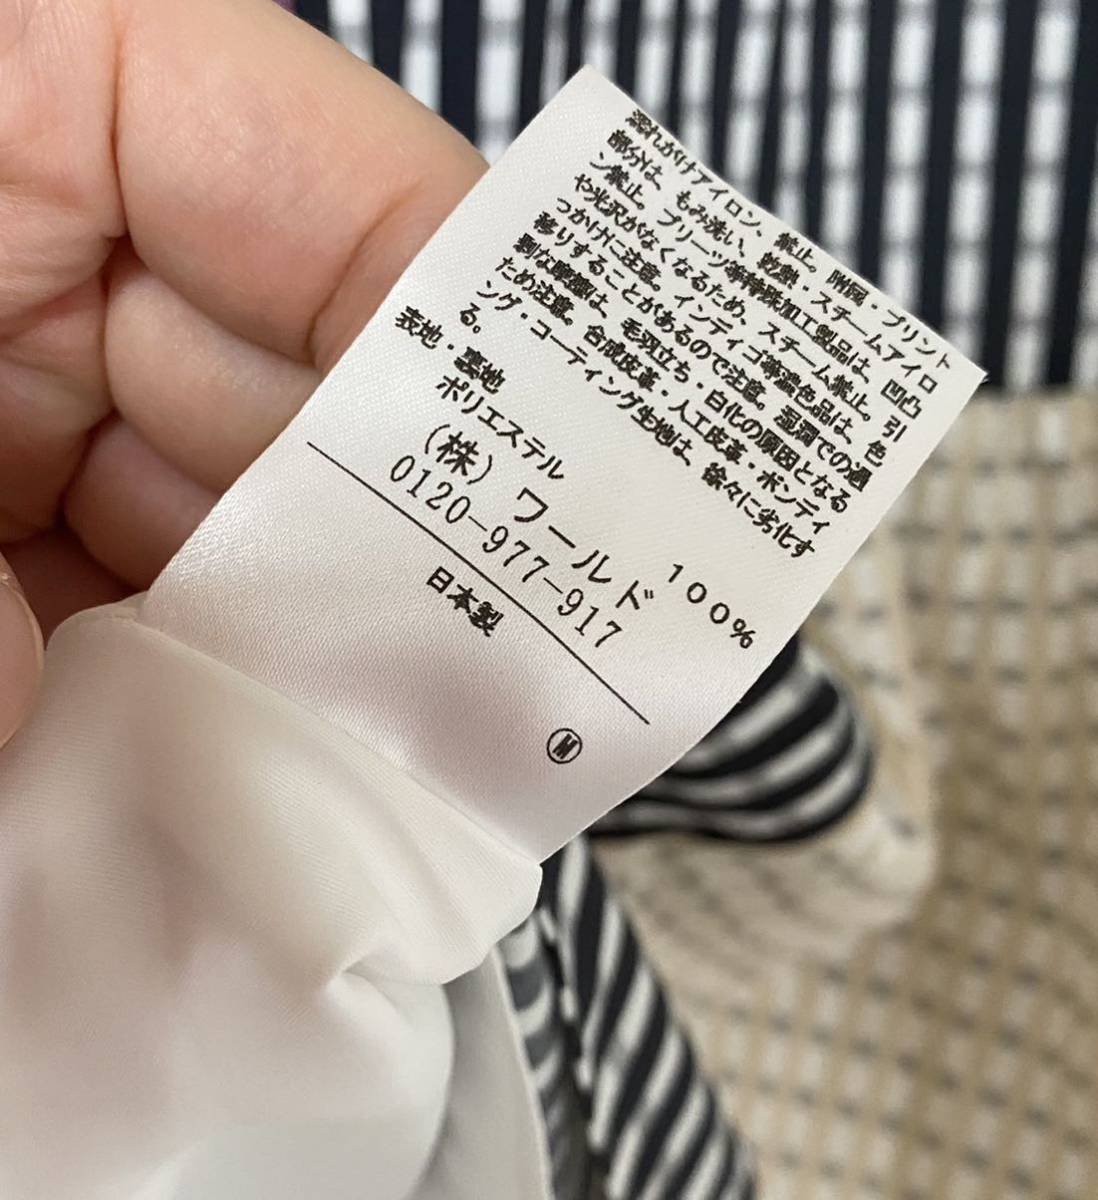 濡れがけアイロン、禁止。附属・プリント
部分は、もみ洗い、乾熱・スチームアイロ
ン禁止。プリーツ等特殊加工製品は、凹凸
や光沢がなくなるため、スチーム禁止。引
っかけに注意。インディゴ等濃色品は、色
移りすることがあるので注意。湿潤での過
剰な摩擦は、毛羽立ち・白化の原因となる
ため注意。合成皮革・人工皮革・ボンディ
ング・コーティング生地は、徐々に劣化す
る。
表地・裏地
ポリエステル 100%
(株) ワールド
0120-977-917
日本製
M